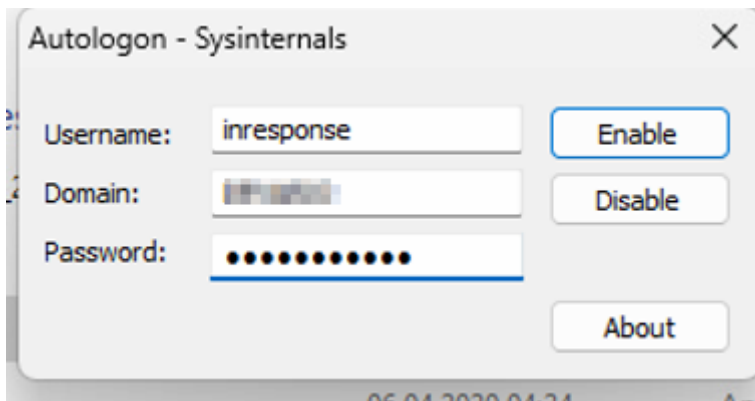 Autologon - Sysinternals
Username: inresponse Enable
Domain: Disable
Password: ●●●●●●●●●●●
About